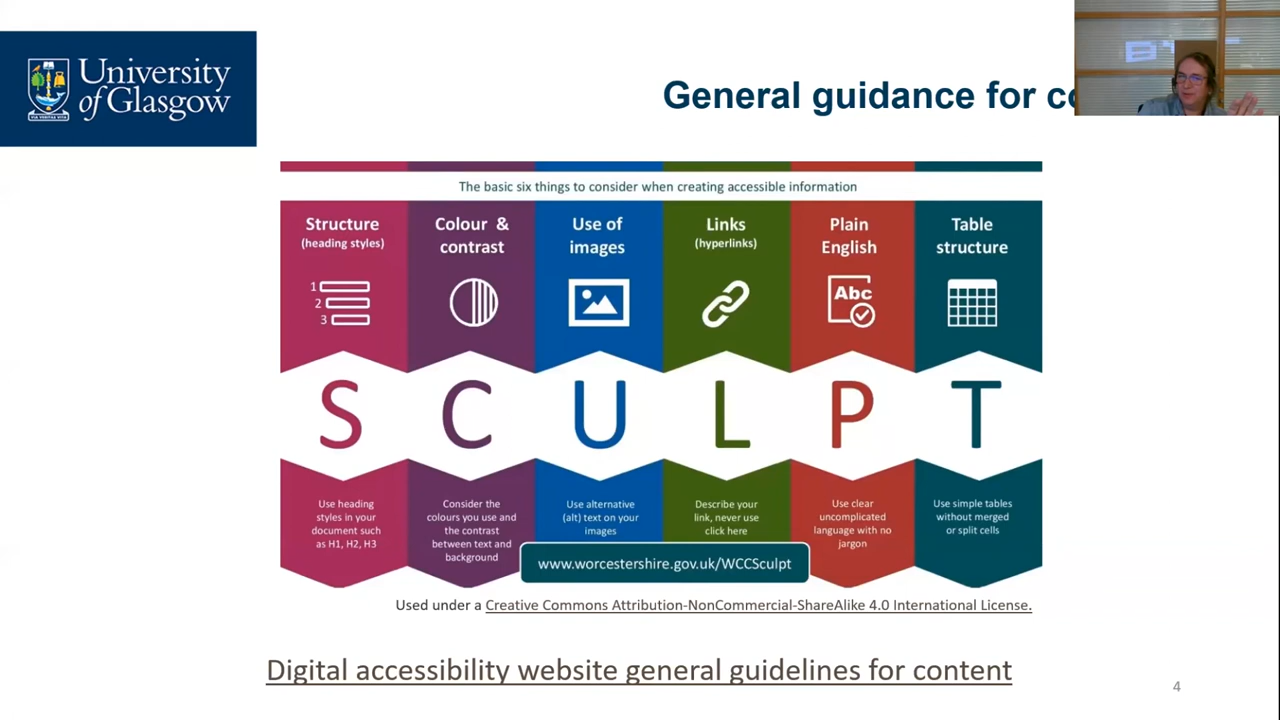 University
of Glasgow
VIA VERITAS VITA
General guidance for
The basic six things to consider when creating accessible information
Structure
(heading styles)
1
2
3
Colour &
contrast
Use of
images
Links
(hyperlinks)
Plain
English
Abc
Table
structure
S C U L P T
Use heading
styles in your
document such
as H1, H2, H3
Consider the
colours you use and
the contrast
between text and
background
Use alternative
(alt) text on your
images
Describe your
link, never use
click here
Use clear
uncomplicated
language with no
jargon
Use simple tables
without merged
or split cells
www.worcestershire.gov.uk/WCCSculpt
Used under a Creative Commons Attribution-NonCommercial-ShareAlike 4.0 International License.
Digital accessibility website general guidelines for content
4